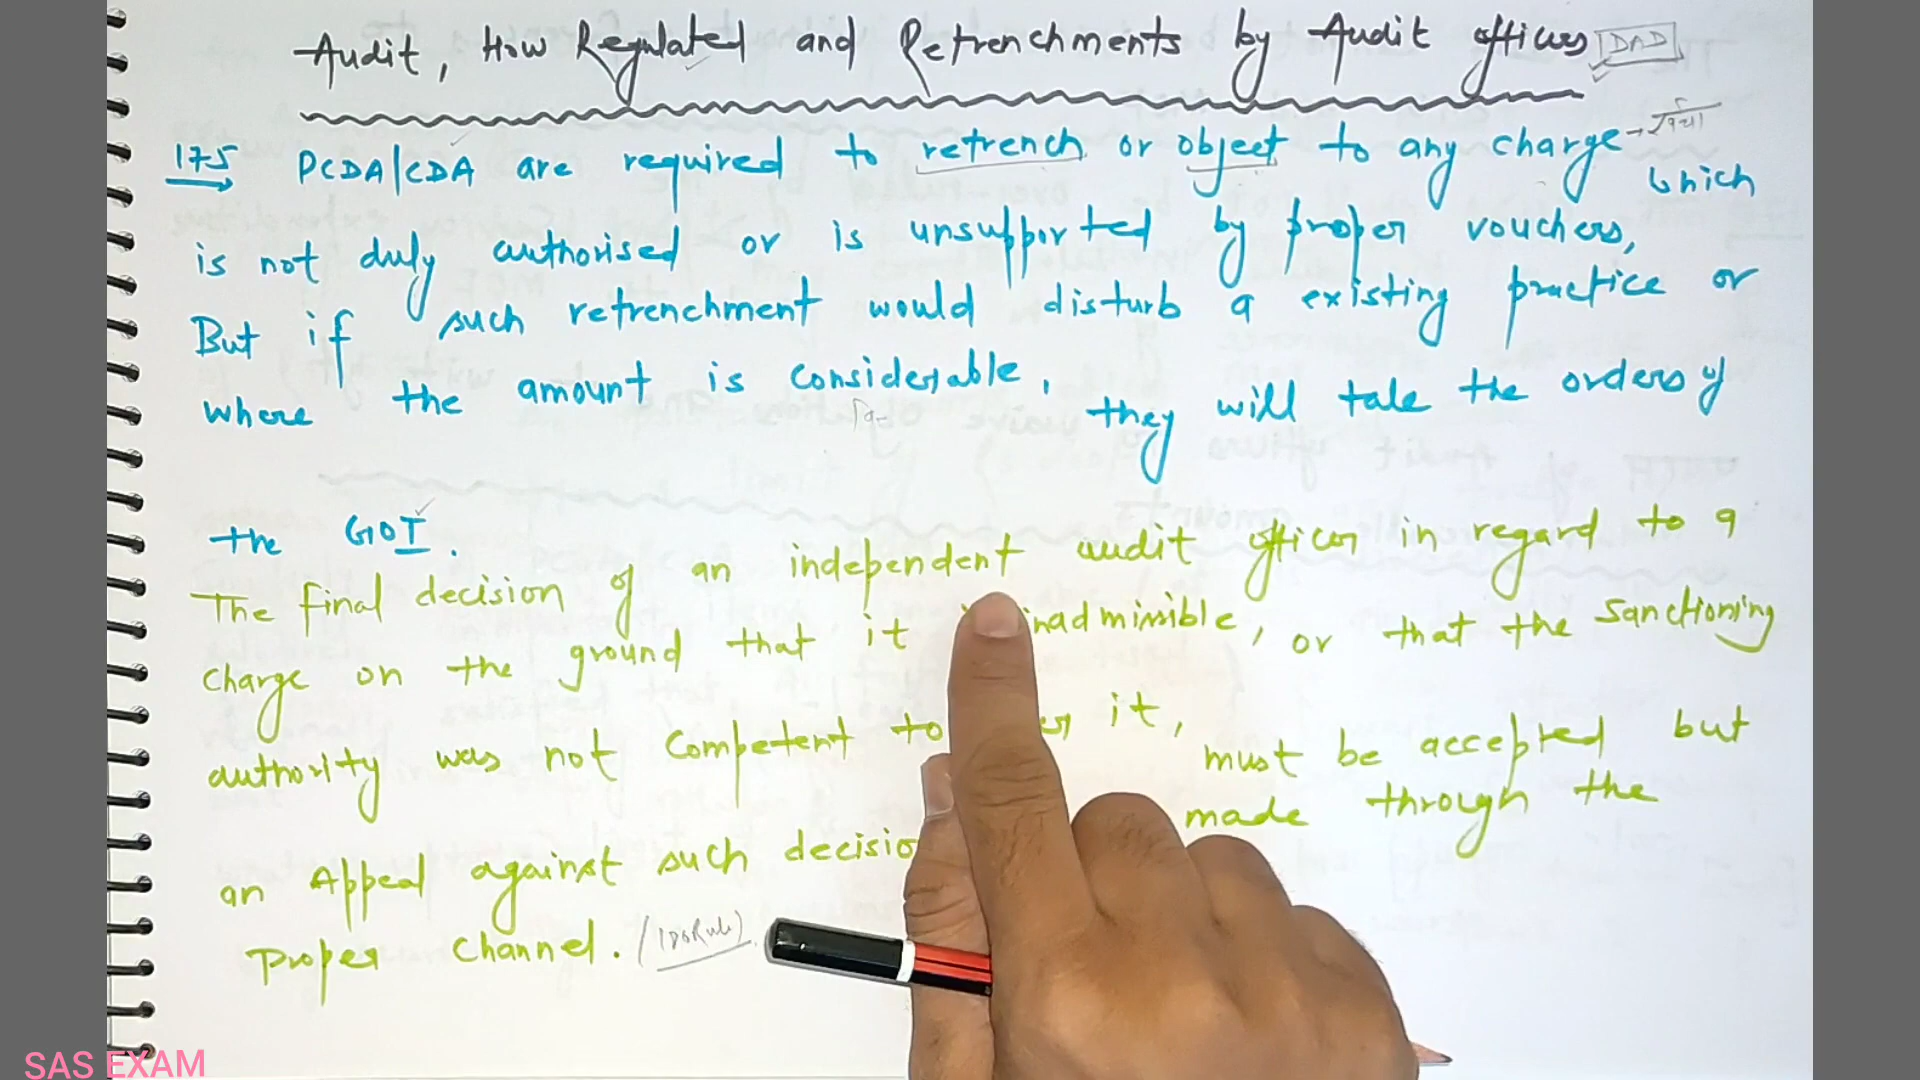 Audit, How Regulated and Retrenchments by Audit officers DAD
175 PCDA/CDA are required to retrench or object to any charge → which
is not duly authorised or is unsupported by proper vouchers,
But if such retrenchment would disturb a existing practice or
where the amount is considerable, they will take the orders of
the GOI.
The final decision of an independent audit officer in regard to a
charge on the ground that it inadmissible, or that the Sanctioning
authority was not competent to it, must be accepted but
an Appeal against such decisio made through the
proper channel.
SAS EXAM